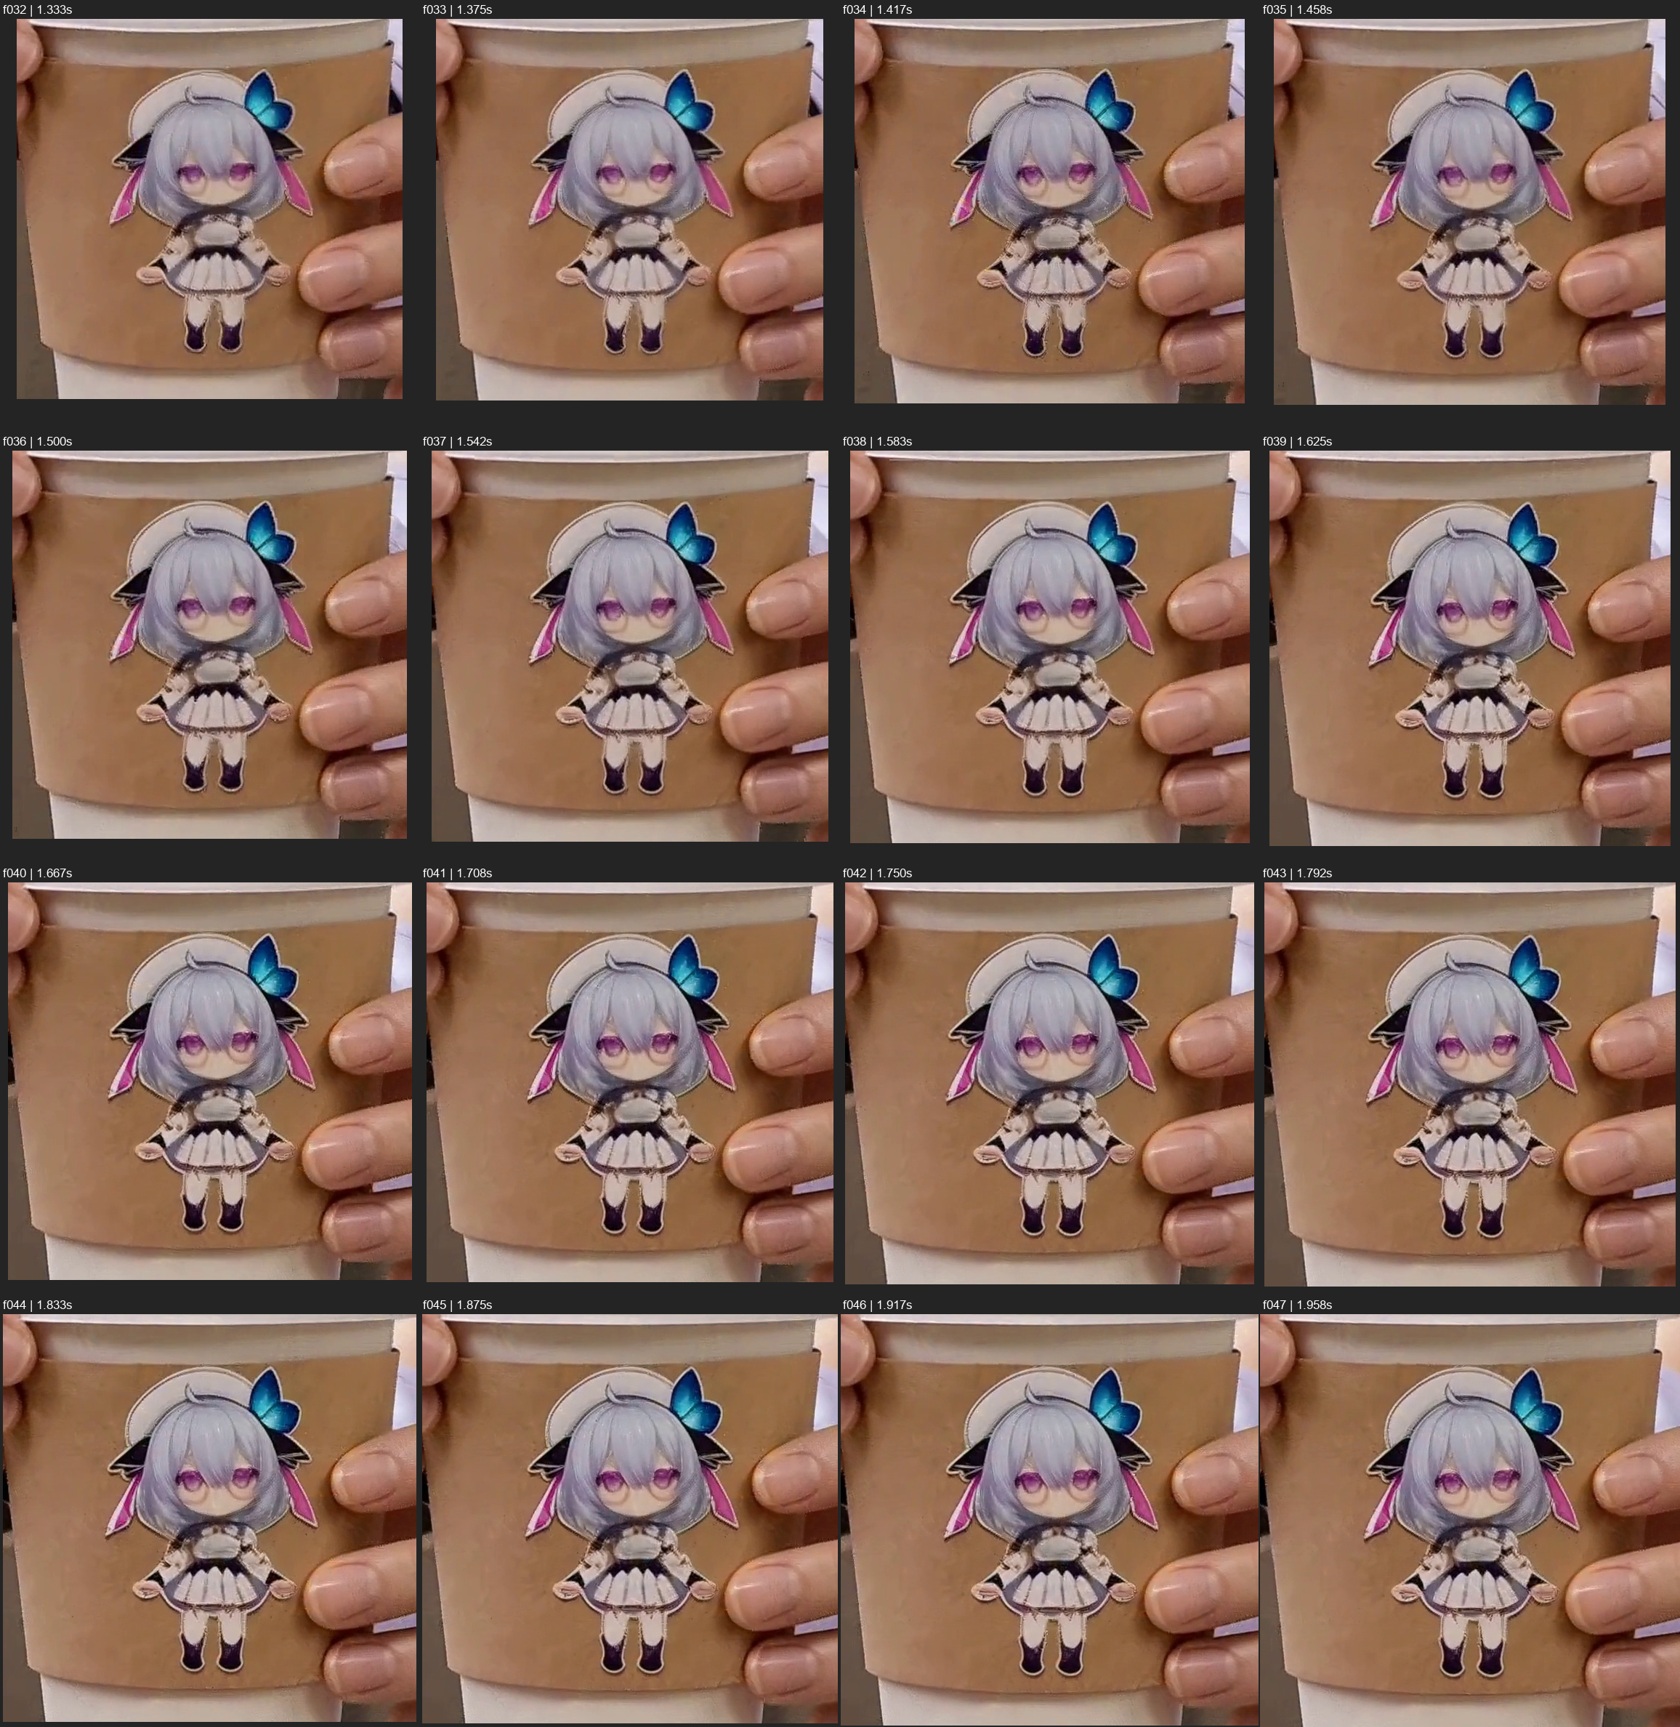 f032 | 1.333s
f033 | 1.375s
f034 | 1.417s
f035 | 1.458s
f036 | 1.500s
f037 | 1.542s
f038 | 1.583s
f039 | 1.625s
f040 | 1.667s
f041 | 1.708s
f042 | 1.750s
f043 | 1.792s
f044 | 1.833s
f045 | 1.875s
f046 | 1.917s
f047 | 1.958s